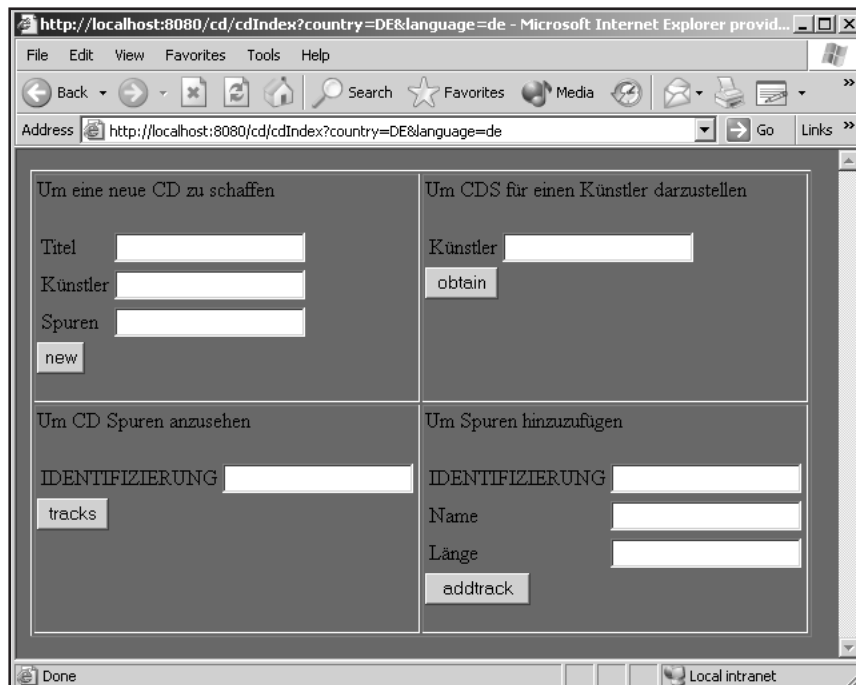 http://localhost:8080/cd/cdIndex?country=DE&language=de - Microsoft Internet Explorer provid...
File Edit View Favorites Tools Help
Back Search Favorites Media »
Address http://localhost:8080/cd/cdIndex?country=DE&language=de Go Links »
Um eine neue CD zu schaffen
Titel
Künstler
Spuren
new
Um CDS für einen Künstler darzustellen
Künstler
obtain
Um CD Spuren anzusehen
IDENTIFIZIERUNG
tracks
Um Spuren hinzuzufügen
IDENTIFIZIERUNG
Name
Länge
addtrack
Done Local intranet